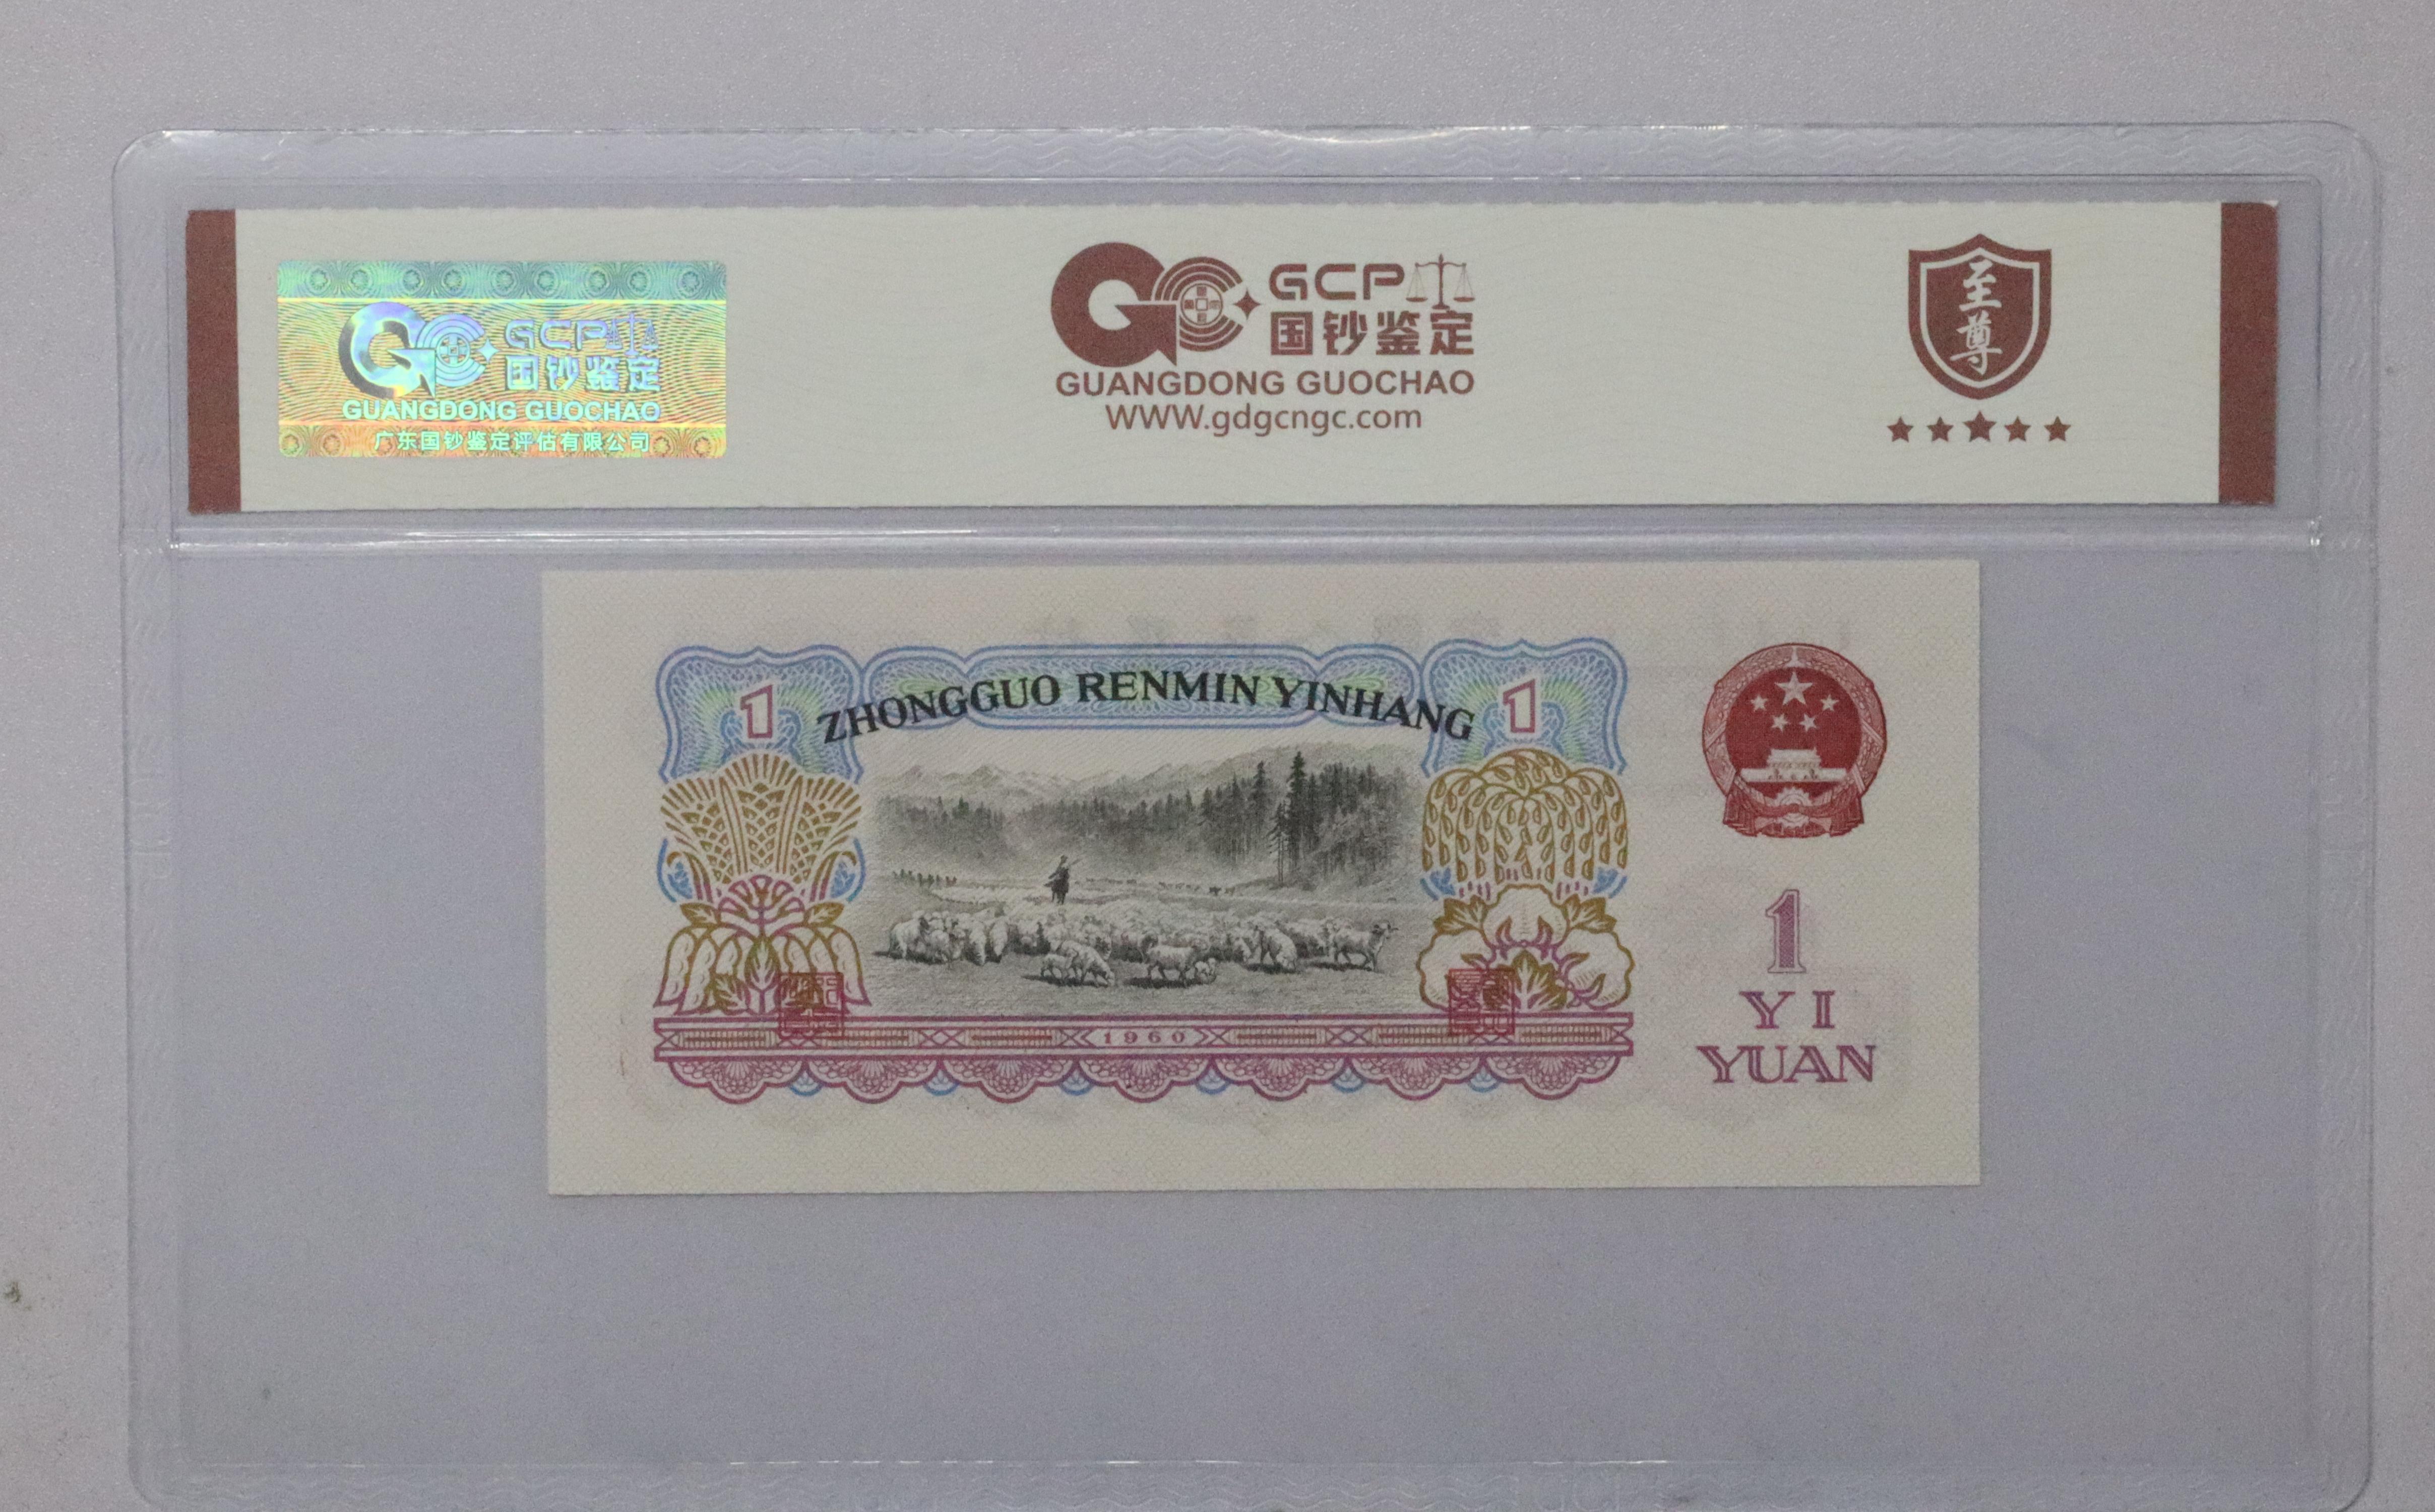 GCP
国钞鉴定
GUANGDONG GUOCHAO
广东国钞鉴定评估有限公司
GCP
国钞鉴定
GUANGDONG GUOCHAO
WWW.gdgcngc.com
至尊
1
ZHONGGUO RENMIN YINHANG
1
1960
1
YI
YUAN